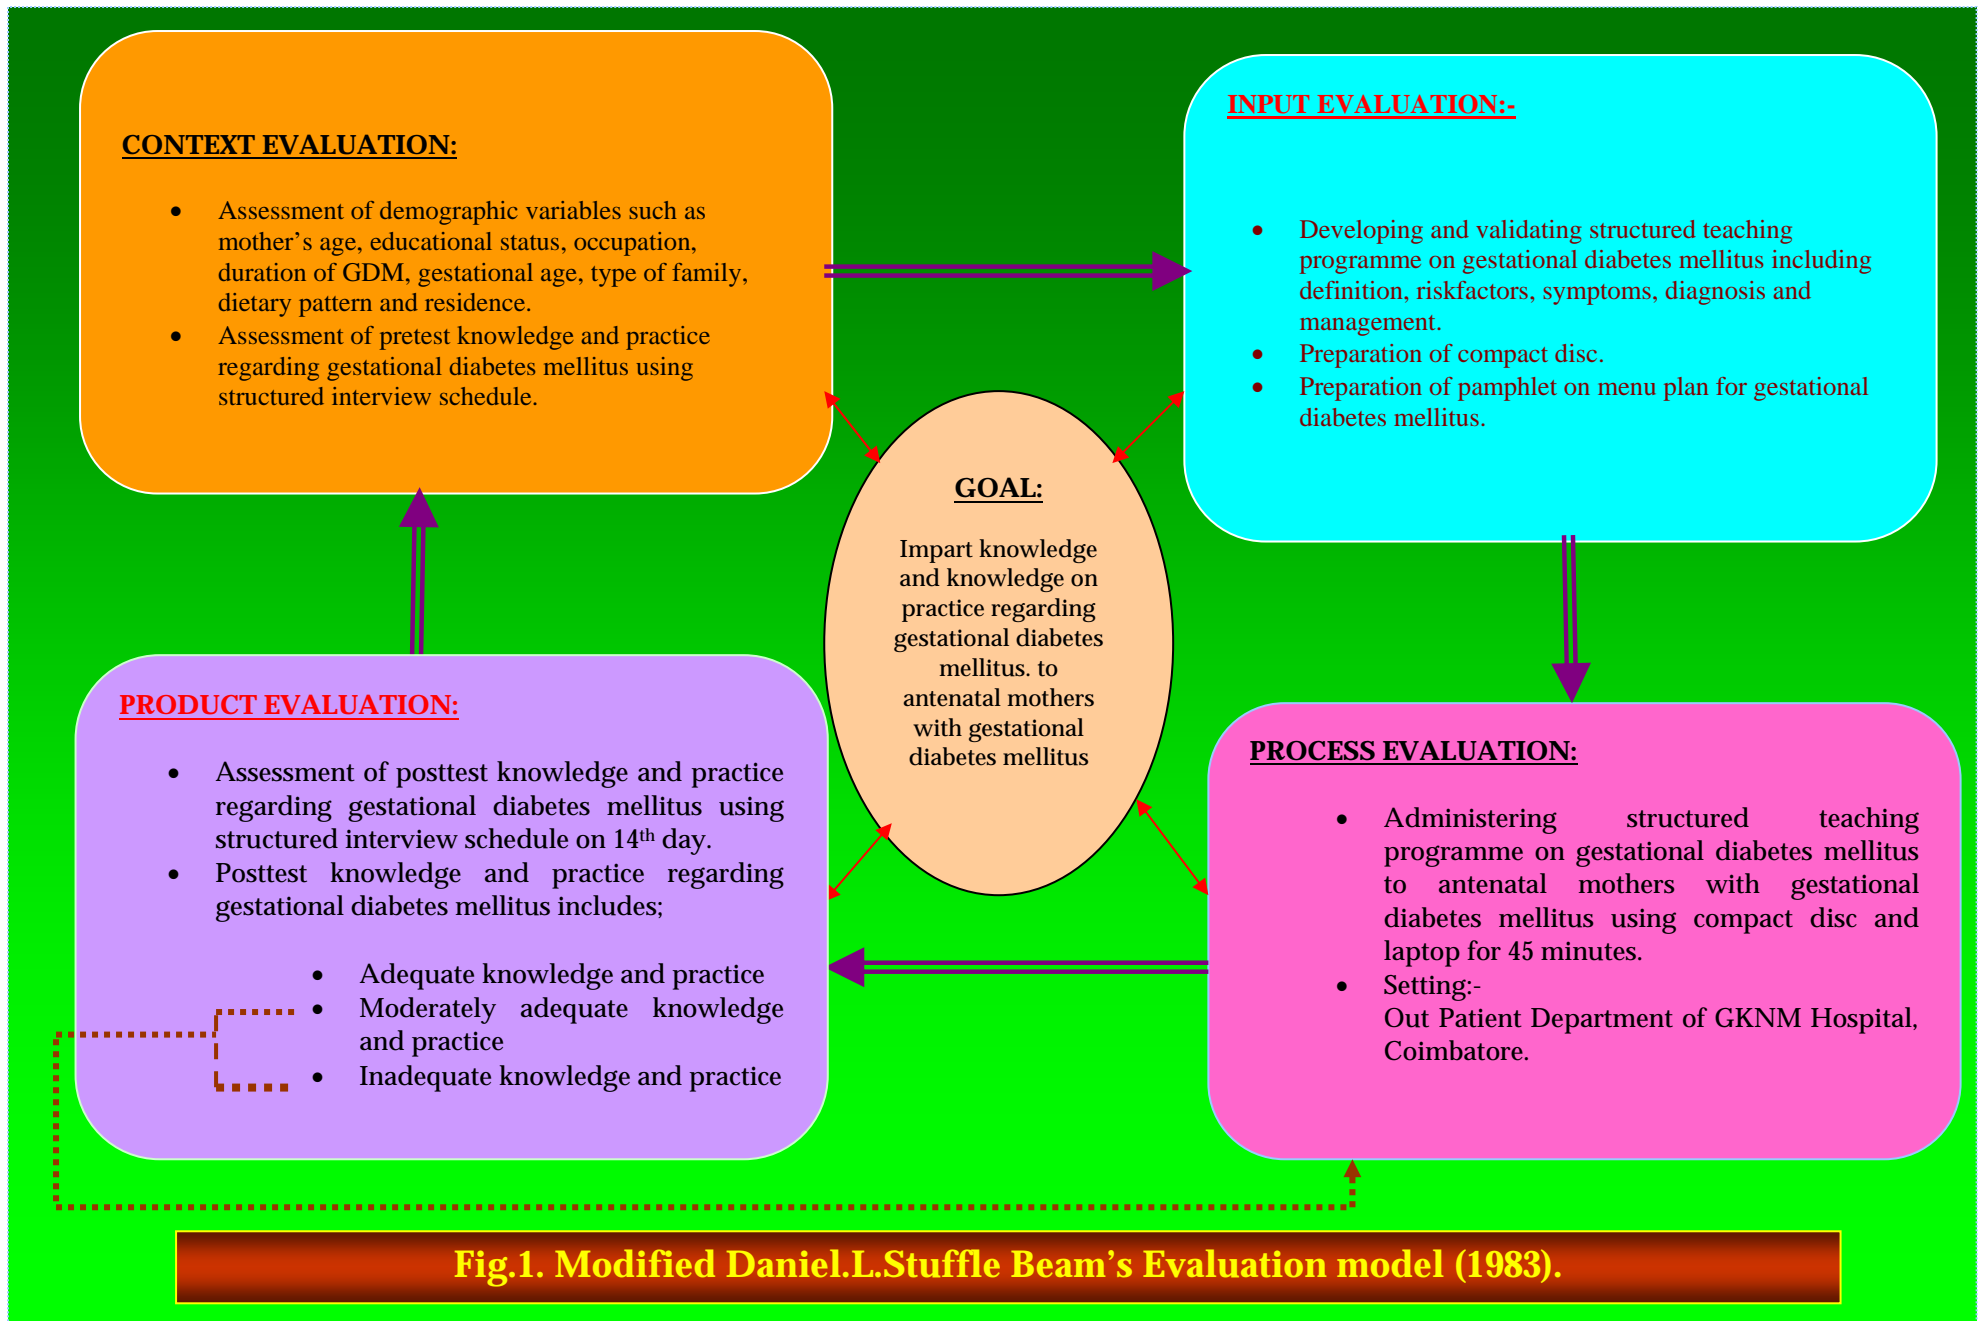 CONTEXT EVALUATION:
• Assessment of demographic variables such as
mother’s age, educational status, occupation,
duration of GDM, gestational age, type of family,
dietary pattern and residence.
• Assessment of pretest knowledge and practice
regarding gestational diabetes mellitus using
structured interview schedule.
INPUT EVALUATION:-
• Developing and validating structured teaching
programme on gestational diabetes mellitus including
definition, riskfactors, symptoms, diagnosis and
management.
• Preparation of compact disc.
• Preparation of pamphlet on menu plan for gestational
diabetes mellitus.
GOAL:
Impart knowledge
and knowledge on
practice regarding
gestational diabetes
mellitus. to
antenatal mothers
with gestational
diabetes mellitus
PRODUCT EVALUATION:
• Assessment of posttest knowledge and practice
regarding gestational diabetes mellitus using
structured interview schedule on 14th day.
• Posttest knowledge and practice regarding
gestational diabetes mellitus includes;
• Adequate knowledge and practice
• Moderately adequate knowledge
and practice
• Inadequate knowledge and practice
PROCESS EVALUATION:
• Administering structured teaching
programme on gestational diabetes mellitus
to antenatal mothers with gestational
diabetes mellitus using compact disc and
laptop for 45 minutes.
• Setting:-
Out Patient Department of GKNM Hospital,
Coimbatore.
Fig.1. Modified Daniel.L.Stuffle Beam’s Evaluation model (1983).